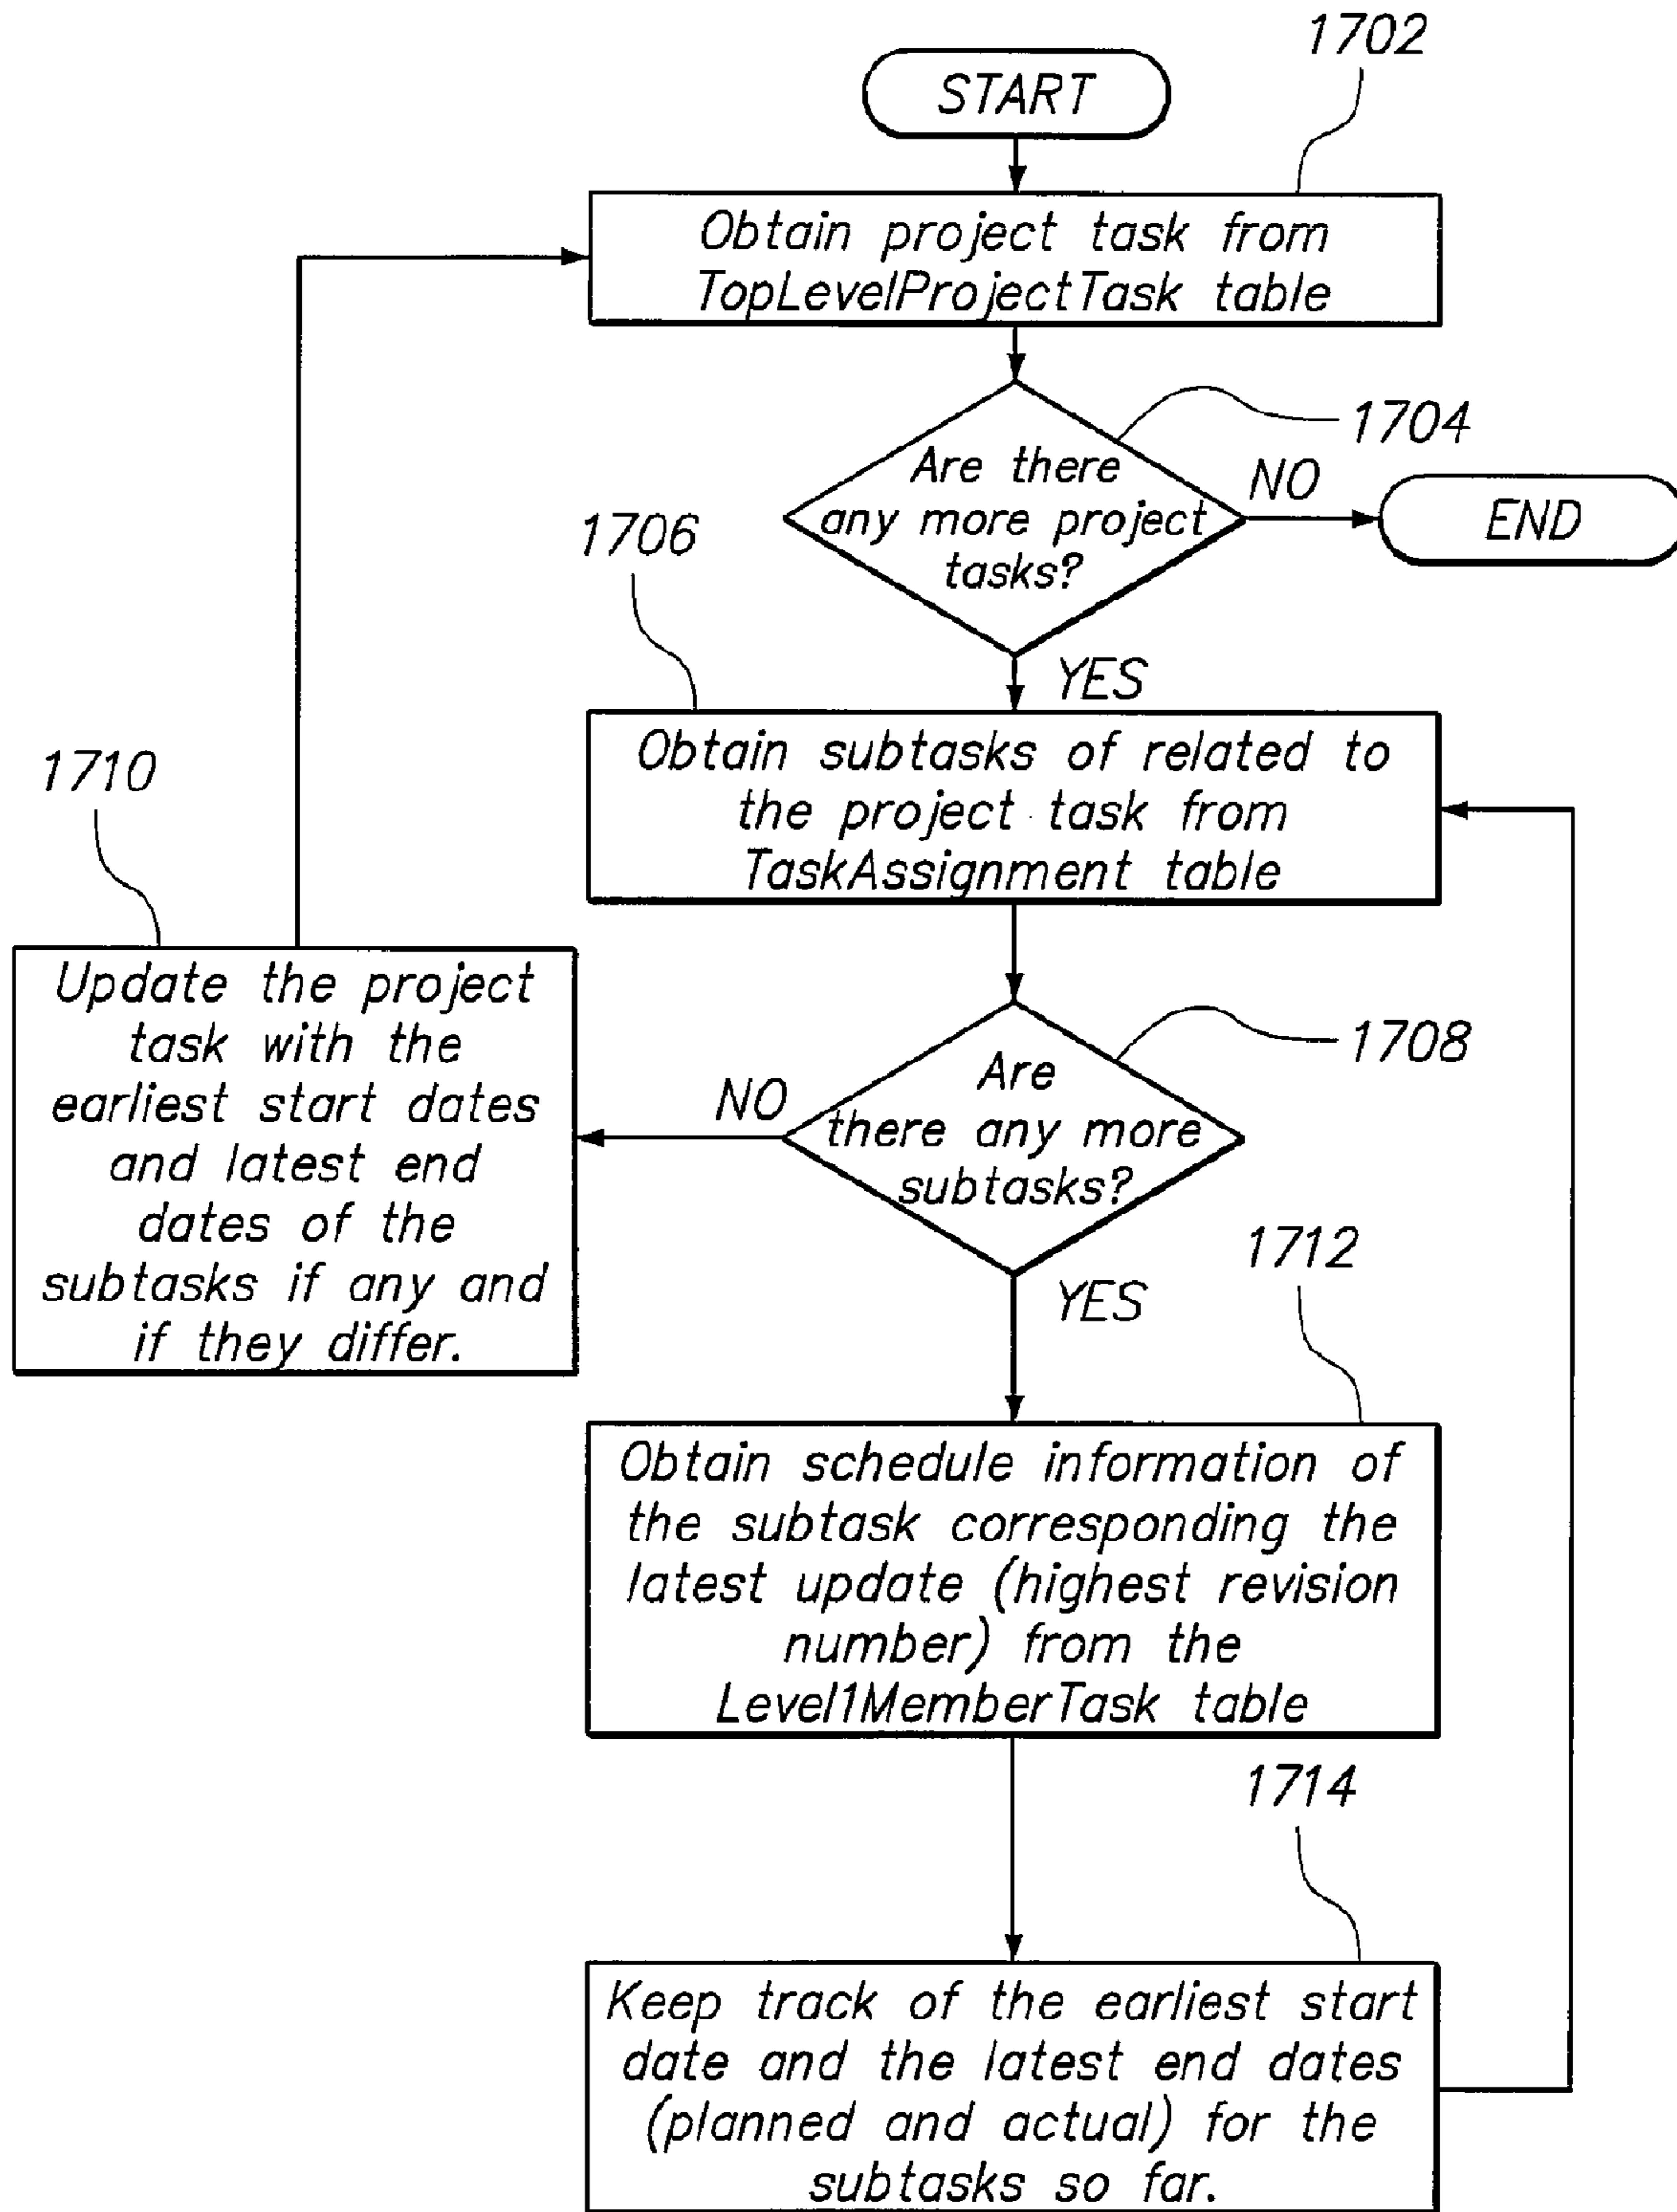 1702
START
Obtain project task from
TopLevelProjectTask table
1704
Are there
any more project
tasks?
NO
END
1706
YES
Obtain subtasks of related to
the project task from
TaskAssignment table
1710
Update the project
task with the
earliest start dates
and latest end
dates of the
subtasks if any and
if they differ.
1708
Are
there any more
subtasks?
NO
YES
1712
Obtain schedule information of
the subtask corresponding the
latest update (highest revision
number) from the
Level1MemberTask table
1714
Keep track of the earliest start
date and the latest end dates
(planned and actual) for the
subtasks so far.